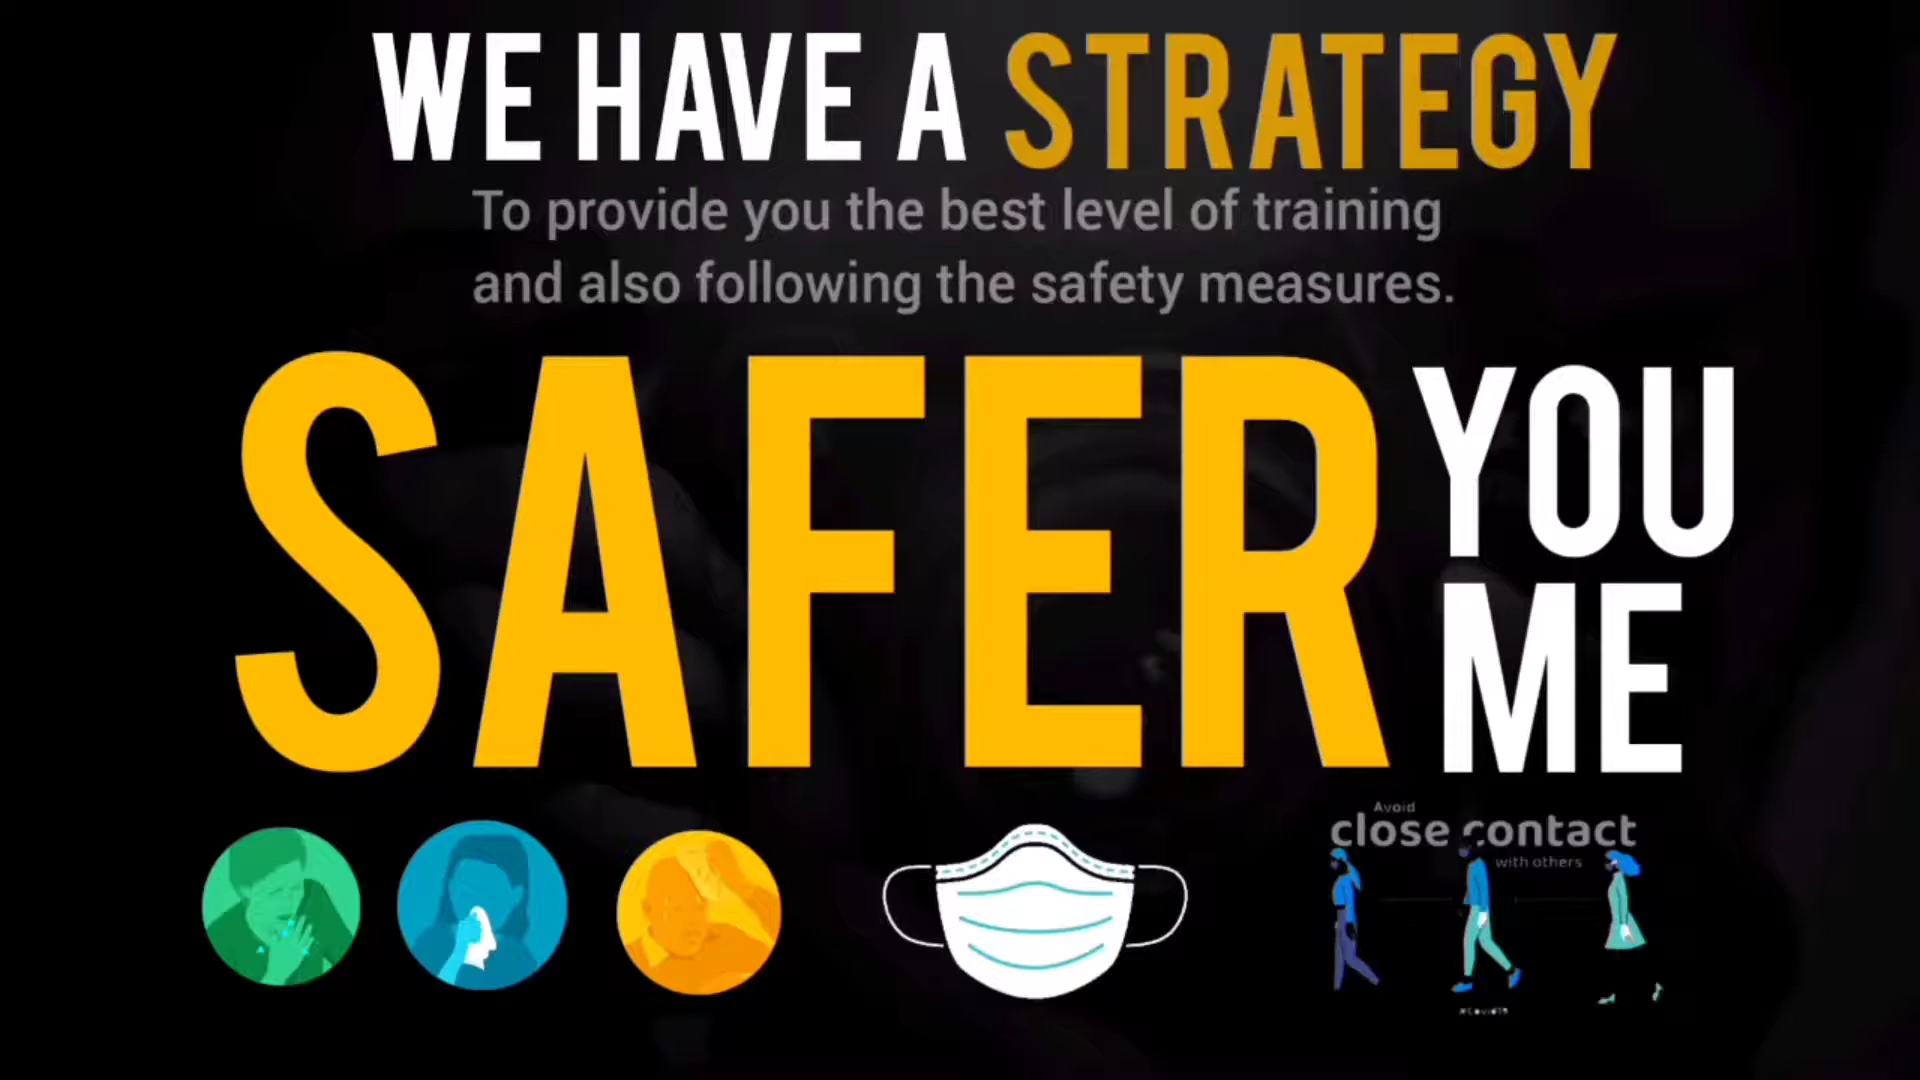 WE HAVE A STRATEGY
To provide you the best level of training
and also following the safety measures.
SAFER YOU
ME
Avoid
close contact
with others
#Covid19